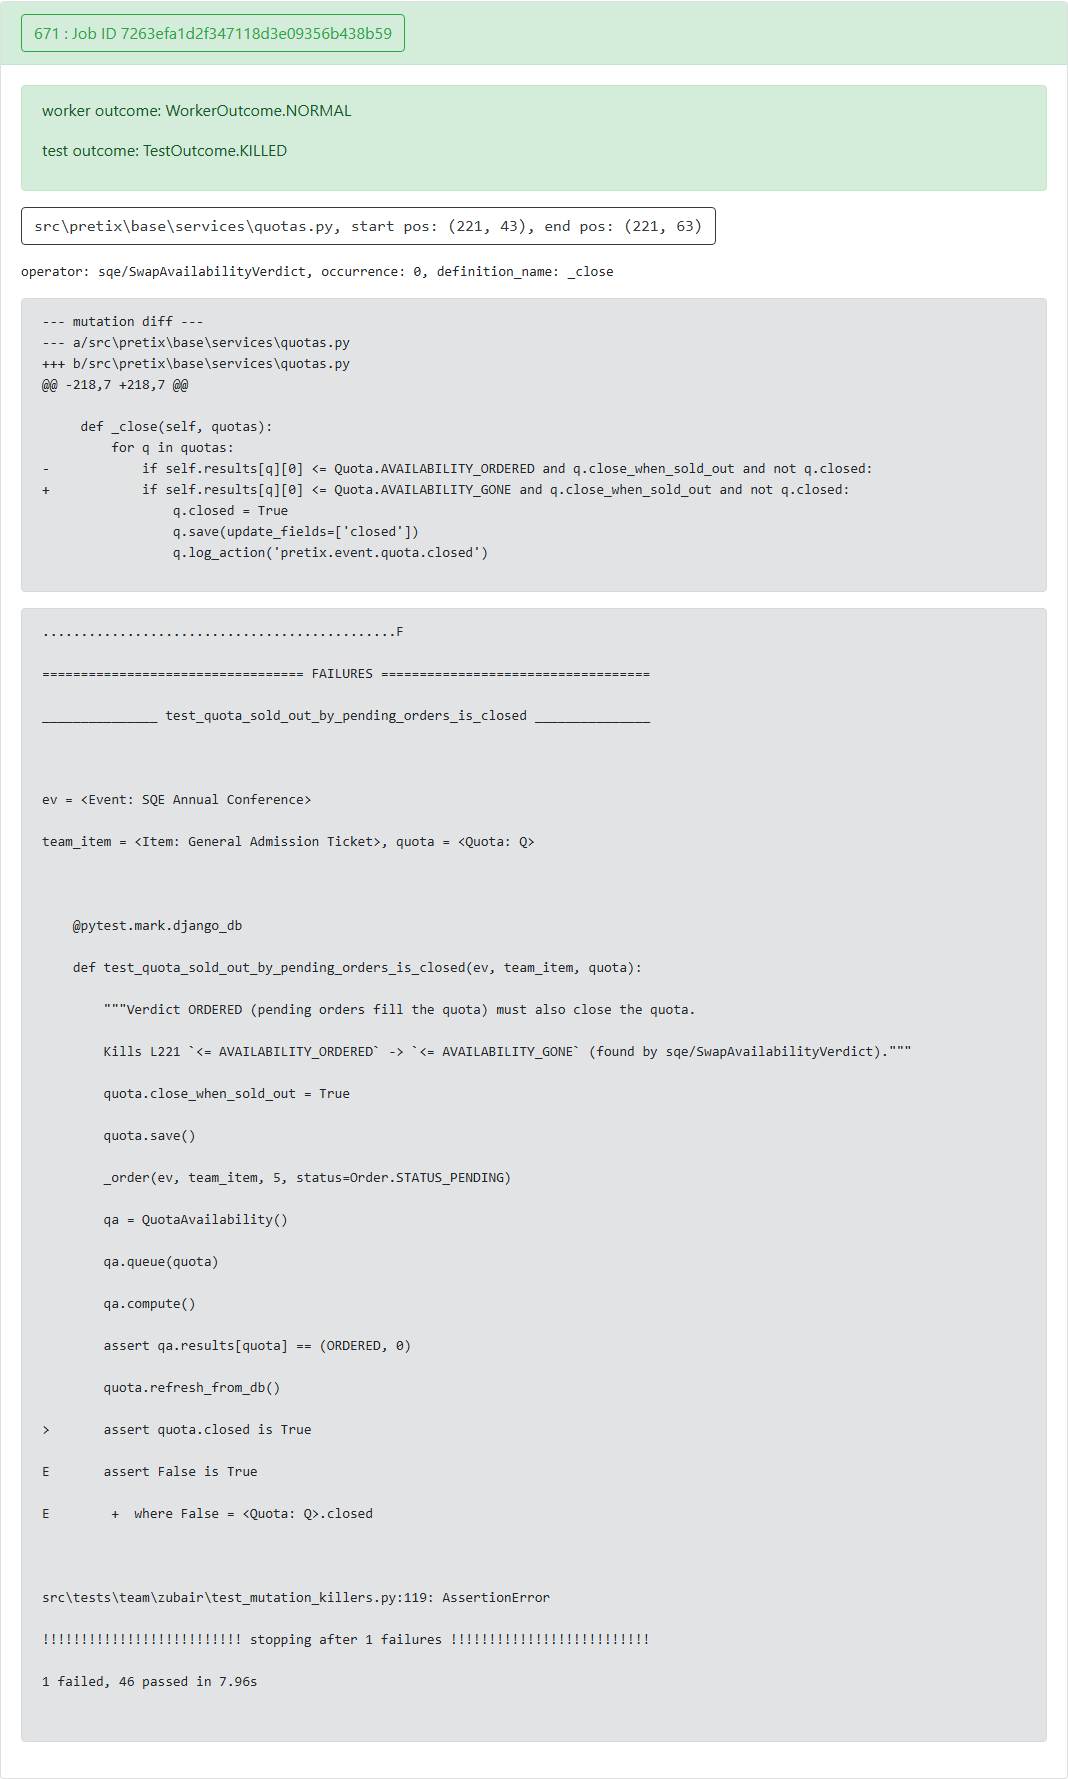 671 : Job ID 7263efa1d2f347118d3e09356b438b59
worker outcome: WorkerOutcome.NORMAL
test outcome: TestOutcome.KILLED
src\pretix\base\services\quotas.py, start pos: (221, 43), end pos: (221, 63)
operator: sqe/SwapAvailabilityVerdict, occurrence: 0, definition_name: _close
--- mutation diff ---
--- a/src\pretix\base\services\quotas.py
+++ b/src\pretix\base\services\quotas.py
@@ -218,7 +218,7 @@
     def _close(self, quotas):
         for q in quotas:
-            if self.results[q][0] <= Quota.AVAILABILITY_ORDERED and q.close_when_sold_out and not q.closed:
+            if self.results[q][0] <= Quota.AVAILABILITY_GONE and q.close_when_sold_out and not q.closed:
                 q.closed = True
                 q.save(update_fields=['closed'])
                 q.log_action('pretix.event.quota.closed')
..............................................F
================================== FAILURES ===================================
_______________ test_quota_sold_out_by_pending_orders_is_closed _______________
ev = <Event: SQE Annual Conference>
team_item = <Item: General Admission Ticket>, quota = <Quota: Q>
    @pytest.mark.django_db
    def test_quota_sold_out_by_pending_orders_is_closed(ev, team_item, quota):
        """Verdict ORDERED (pending orders fill the quota) must also close the quota.
        Kills L221 `<= AVAILABILITY_ORDERED` -> `<= AVAILABILITY_GONE` (found by sqe/SwapAvailabilityVerdict)."""
        quota.close_when_sold_out = True
        quota.save()
        _order(ev, team_item, 5, status=Order.STATUS_PENDING)
        qa = QuotaAvailability()
        qa.queue(quota)
        qa.compute()
        assert qa.results[quota] == (ORDERED, 0)
        quota.refresh_from_db()
>       assert quota.closed is True
E       assert False is True
E        +  where False = <Quota: Q>.closed
src\tests\team\zubair\test_mutation_killers.py:119: AssertionError
!!!!!!!!!!!!!!!!!!!!!!!!!! stopping after 1 failures !!!!!!!!!!!!!!!!!!!!!!!!!!
1 failed, 46 passed in 7.96s